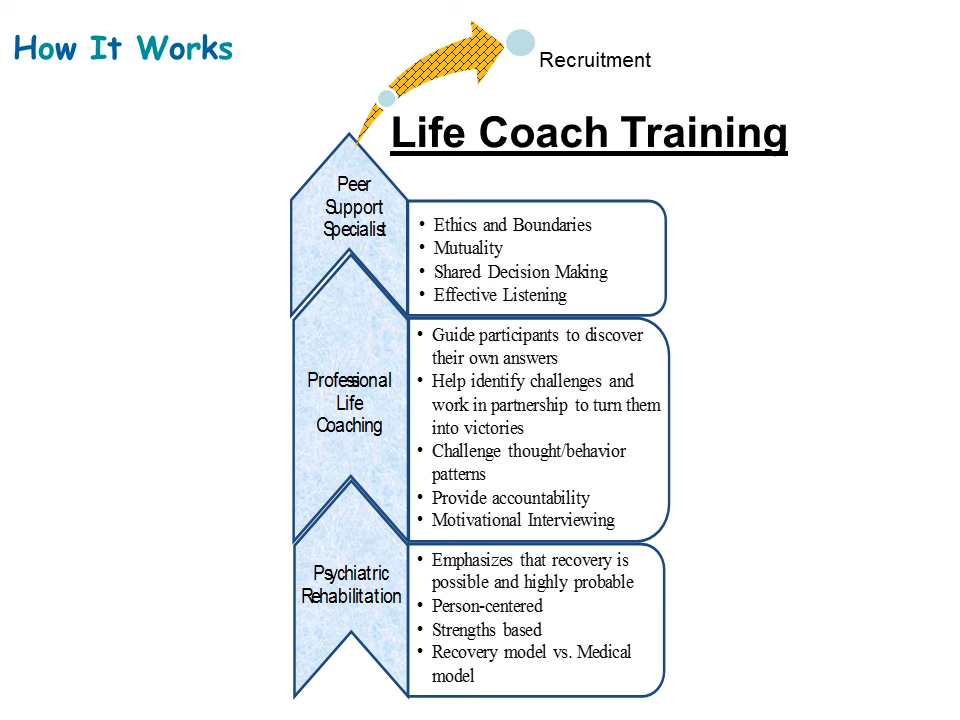 How It Works
Recruitment
Life Coach Training
Peer
Support
Specialist
• Ethics and Boundaries
• Mutuality
• Shared Decision Making
• Effective Listening
Professional
Life
Coaching
• Guide participants to discover
their own answers
• Help identify challenges and
work in partnership to turn them
into victories
• Challenge thought/behavior
patterns
• Provide accountability
• Motivational Interviewing
Psychiatric
Rehabilitation
• Emphasizes that recovery is
possible and highly probable
• Person-centered
• Strengths based
• Recovery model vs. Medical
model